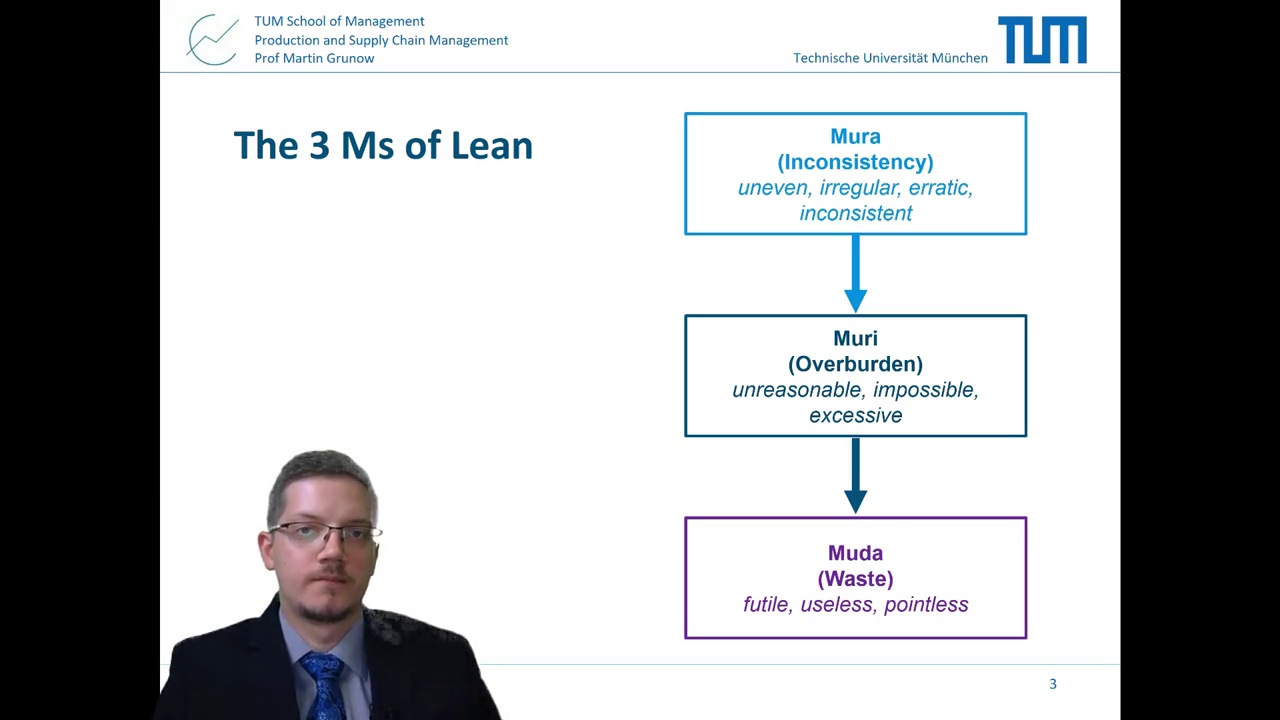 TUM School of Management
Production and Supply Chain Management
Prof Martin Grunow
Technische Universität München
TUM
The 3 Ms of Lean
Mura
(Inconsistency)
uneven, irregular, erratic,
inconsistent
Muri
(Overburden)
unreasonable, impossible,
excessive
Muda
(Waste)
futile, useless, pointless
3